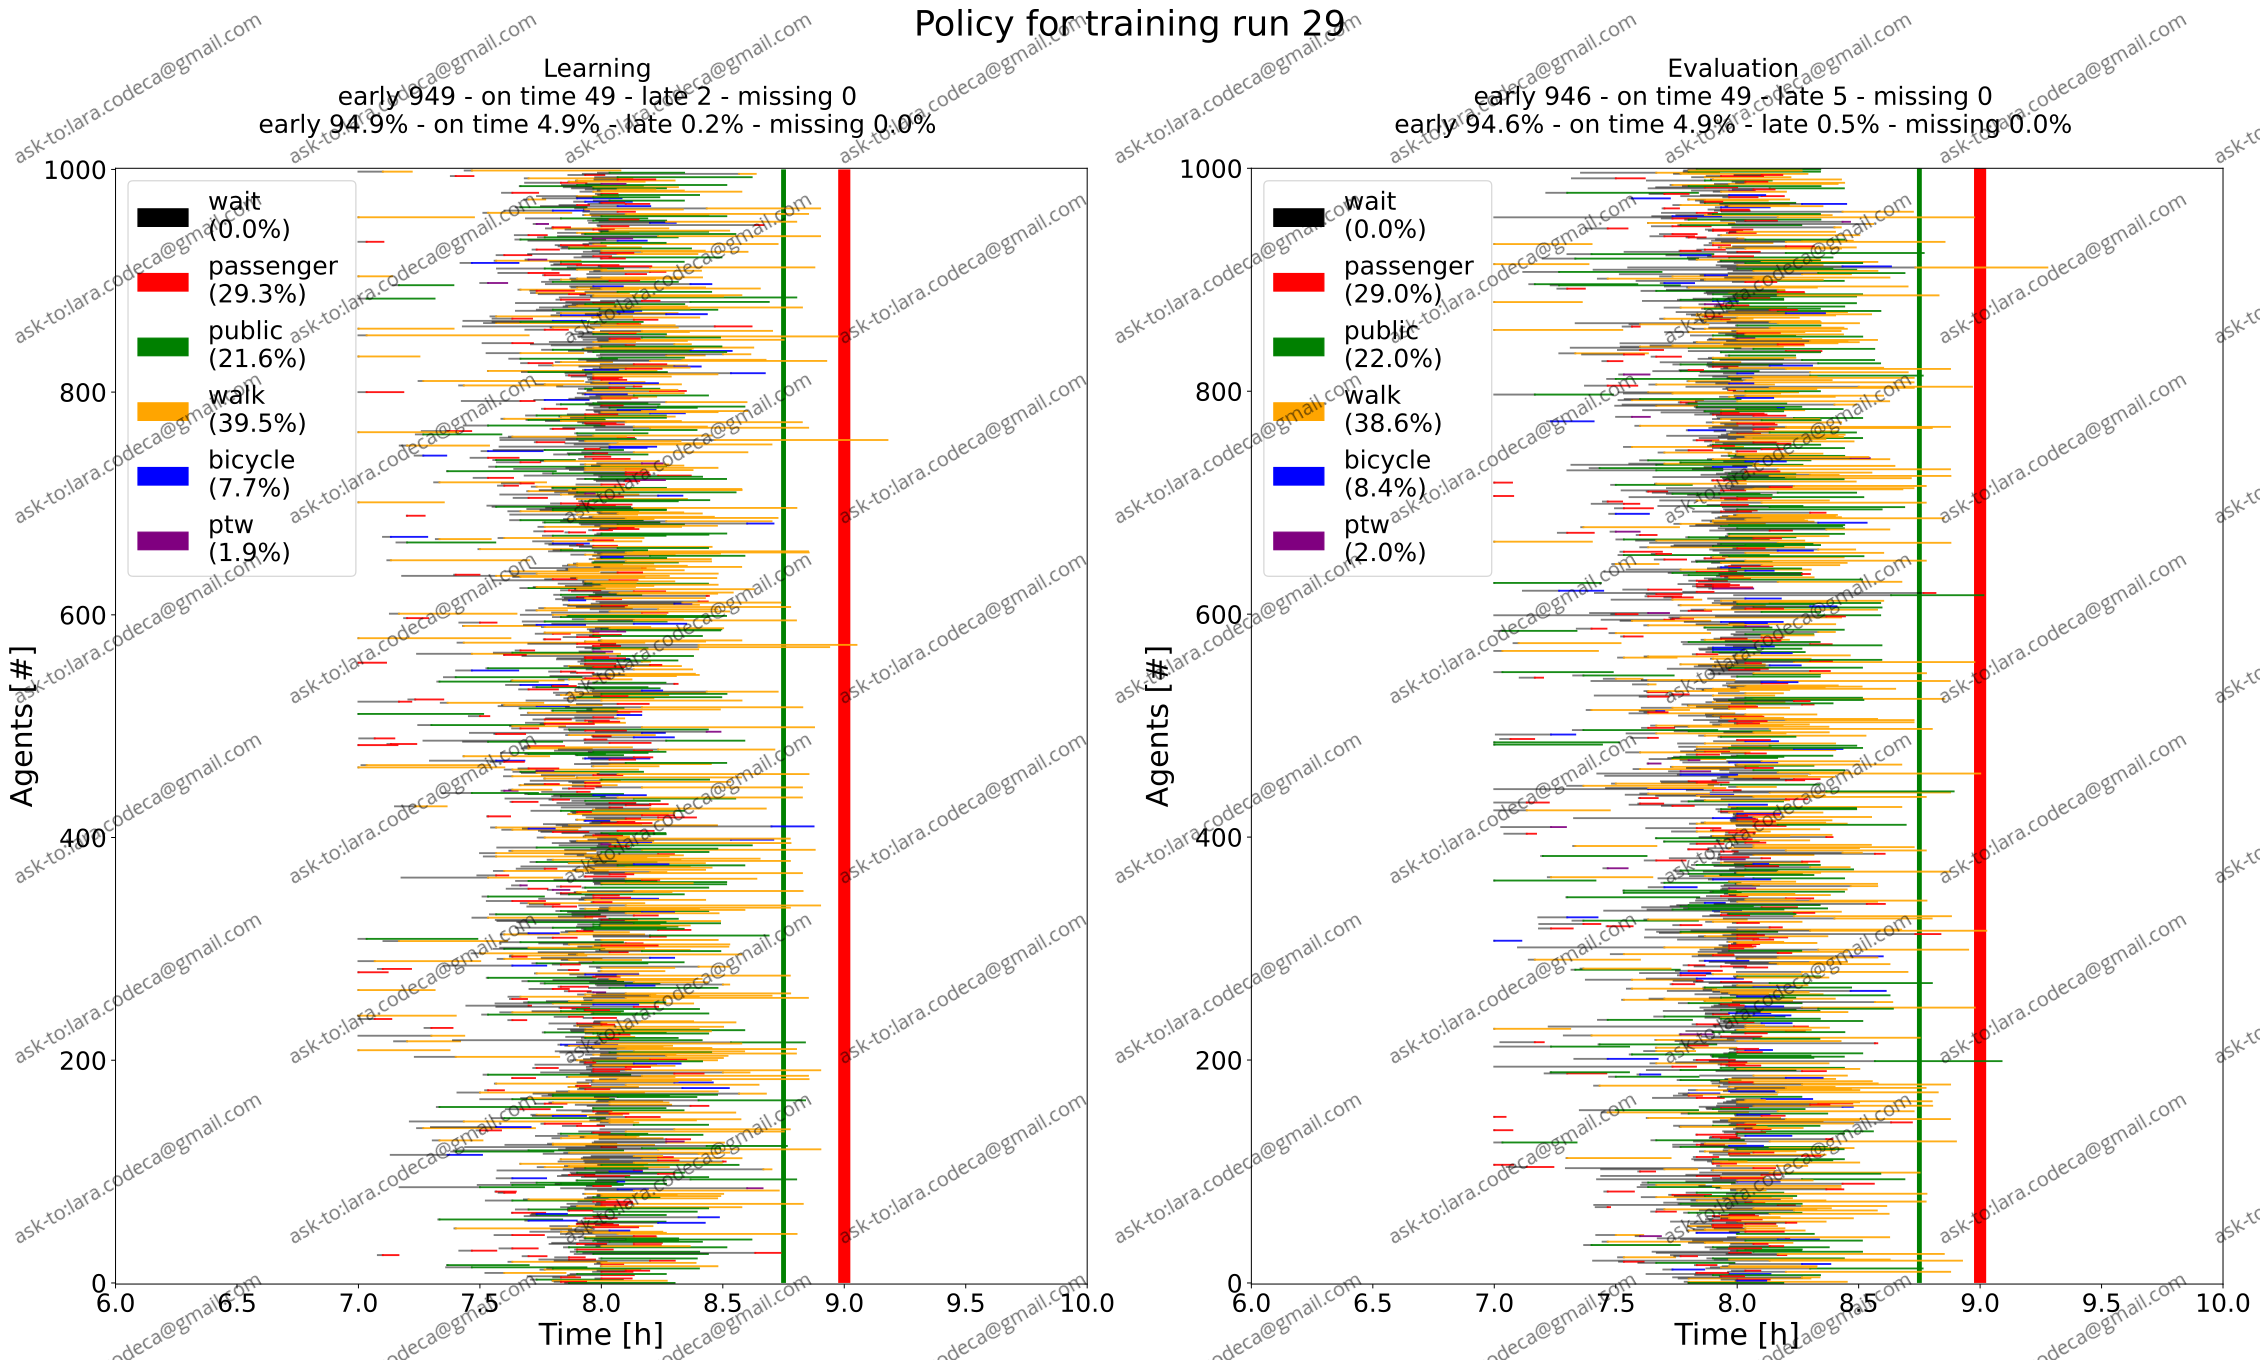 Policy for training run 29
Learning
early 949 - on time 49 - late 2 - missing 0
early 94.9% - on time 4.9% - late 0.2% - missing 0.0%
1000
800
600
400
200
0
Agents [#]
wait
(0.0%)
passenger
(29.3%)
public
(21.6%)
walk
(39.5%)
bicycle
(7.7%)
ptw
(1.9%)
6.0 6.5 7.0 7.5 8.0 8.5 9.0 9.5 10.0
Time [h]
Evaluation
early 946 - on time 49 - late 5 - missing 0
early 94.6% - on time 4.9% - late 0.5% - missing 0.0%
1000
800
600
400
200
0
Agents [#]
wait
(0.0%)
passenger
(29.0%)
public
(22.0%)
walk
(38.6%)
bicycle
(8.4%)
ptw
(2.0%)
6.0 6.5 7.0 7.5 8.0 8.5 9.0 9.5 10.0
Time [h]
ask-to:lara.codeca@gmail.com